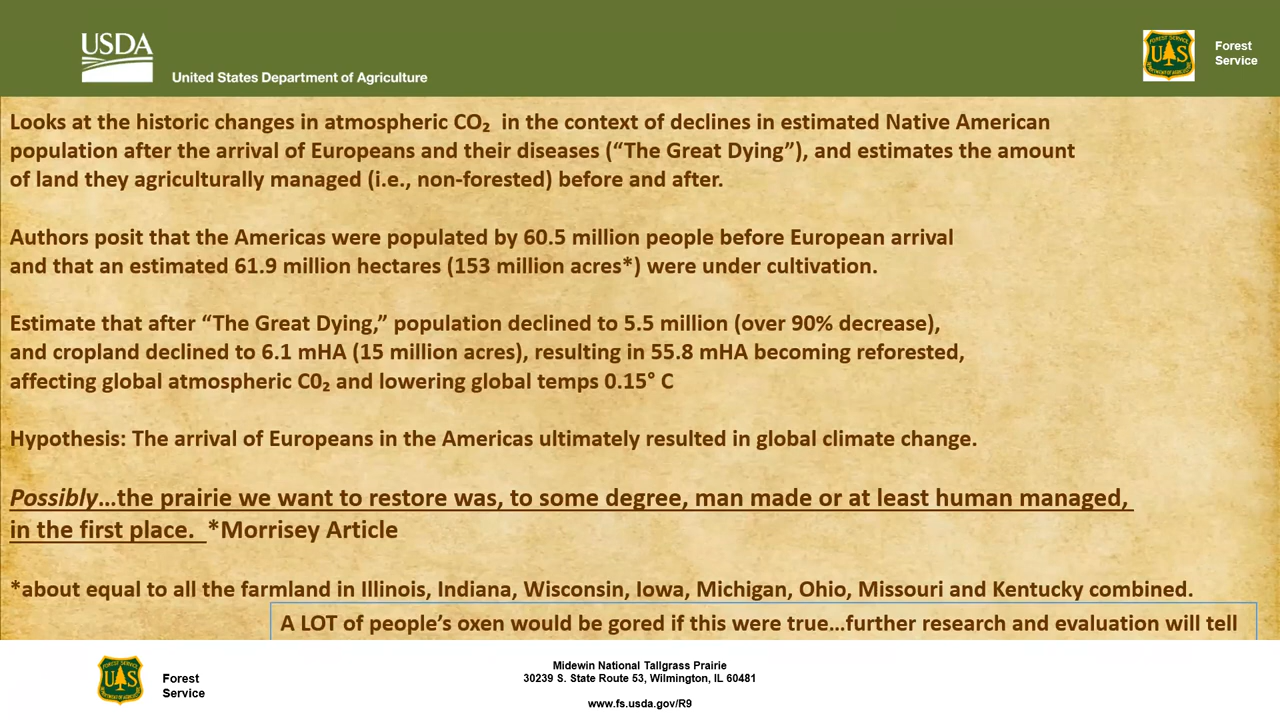 USDA
United States Department of Agriculture
FOREST SERVICE
U S
DEPARTMENT OF AGRICULTURE
Forest
Service
Looks at the historic changes in atmospheric CO₂ in the context of declines in estimated Native American
population after the arrival of Europeans and their diseases (“The Great Dying”), and estimates the amount
of land they agriculturally managed (i.e., non-forested) before and after.
Authors posit that the Americas were populated by 60.5 million people before European arrival
and that an estimated 61.9 million hectares (153 million acres*) were under cultivation.
Estimate that after “The Great Dying,” population declined to 5.5 million (over 90% decrease),
and cropland declined to 6.1 mHA (15 million acres), resulting in 55.8 mHA becoming reforested,
affecting global atmospheric C0₂ and lowering global temps 0.15° C
Hypothesis: The arrival of Europeans in the Americas ultimately resulted in global climate change.
Possibly…the prairie we want to restore was, to some degree, man made or at least human managed,
in the first place. *Morrisey Article
*about equal to all the farmland in Illinois, Indiana, Wisconsin, Iowa, Michigan, Ohio, Missouri and Kentucky combined.
A LOT of people’s oxen would be gored if this were true…further research and evaluation will tell
FOREST SERVICE
U S
DEPARTMENT OF AGRICULTURE
Forest
Service
Midewin National Tallgrass Prairie
30239 S. State Route 53, Wilmington, IL 60481
www.fs.usda.gov/R9